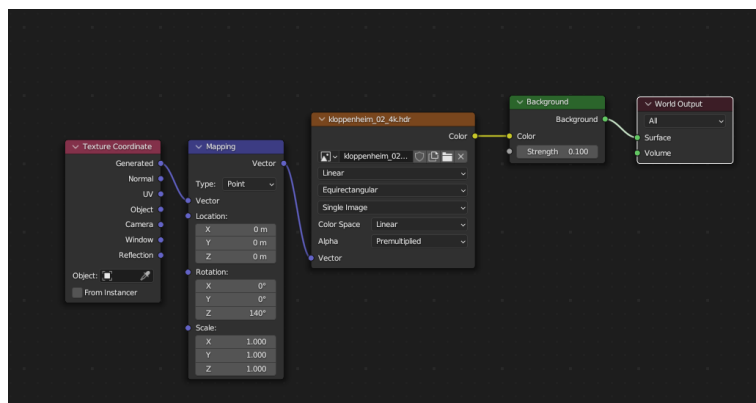 Texture Coordinate
Generated
Normal
UV
Object
Camera
Window
Reflection
Object:
From Instancer
Mapping
Vector
Type: Point
Vector
Location:
X 0 m
Y 0 m
Z 0 m
Rotation:
X 0°
Y 0°
Z 140°
Scale:
X 1.000
Y 1.000
Z 1.000
kloppenheim_02_4k.hdr
Color
kloppenheim_02...
Linear
Equirectangular
Single Image
Color Space Linear
Alpha Premultiplied
Vector
Background
Background
Color
Strength 0.100
World Output
All
Surface
Volume